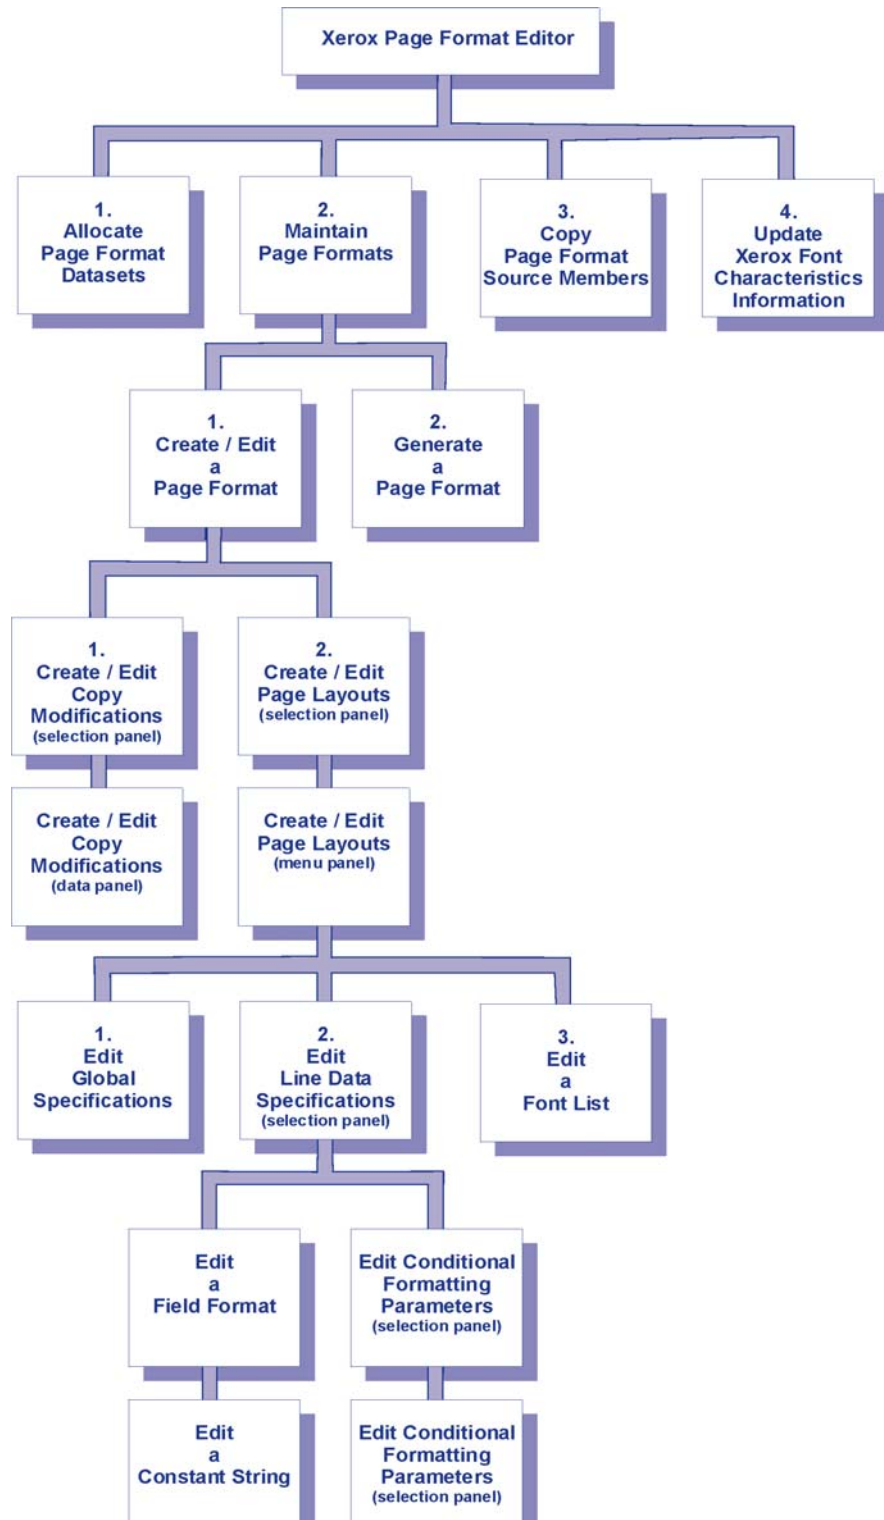 Xerox Page Format Editor
1.
Allocate
Page Format
Datasets
2.
Maintain
Page Formats
3.
Copy
Page Format
Source Members
4.
Update
Xerox Font
Characteristics
Information
1.
Create / Edit
a
Page Format
2.
Generate
a
Page Format
1.
Create / Edit
Copy
Modifications
(selection panel)
2.
Create / Edit
Page Layouts
(selection panel)
Create / Edit
Copy
Modifications
(data panel)
Create / Edit
Page Layouts
(menu panel)
1.
Edit
Global
Specifications
2.
Edit
Line Data
Specifications
(selection panel)
3.
Edit
a
Font List
Edit
a
Field Format
Edit Conditional
Formatting
Parameters
(selection panel)
Edit
a
Constant String
Edit Conditional
Formatting
Parameters
(selection panel)